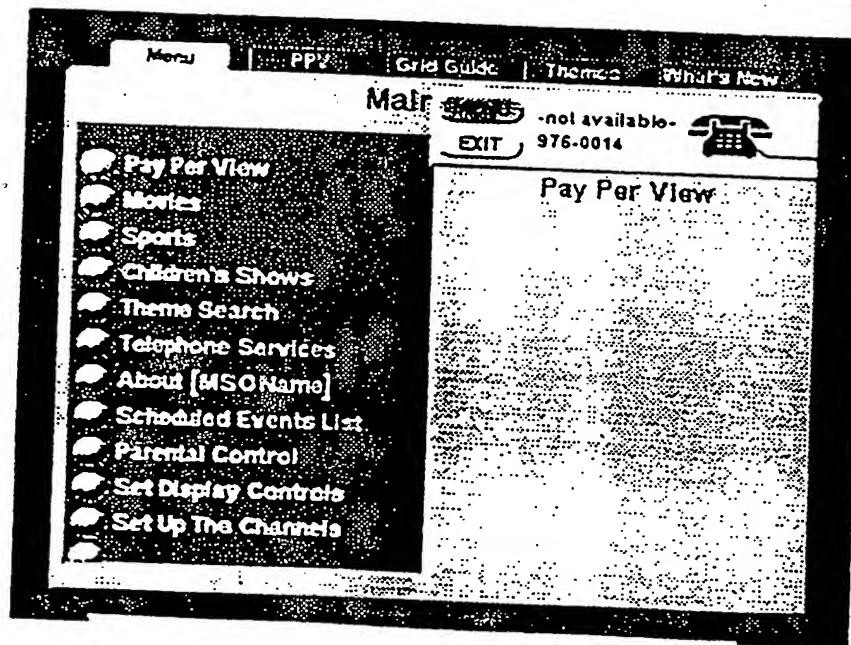 Menu PPV Grid Guide Themes What's New
Main
-not available-
EXIT 976-0014
Pay Per View
Pay Per View
Movies
Sports
Children's Shows
Theme Search
Telephone Services
About [MSO Name]
Scheduled Events List
Parental Control
Set Display Controls
Set Up The Channels